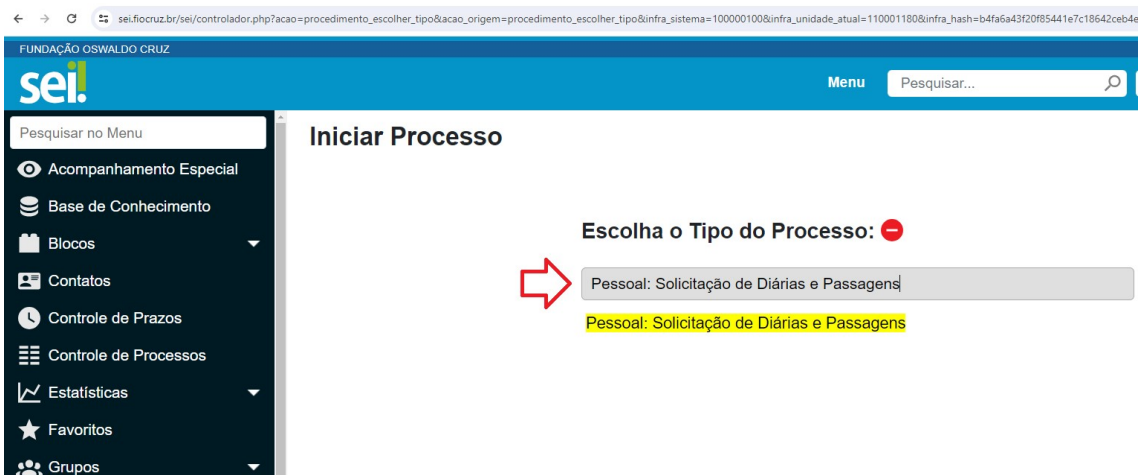 sei.fiocruz.br/sei/controlador.php?acao=procedimento_escolher_tipo&acao_origem=procedimento_escolher_tipo&infra_sistema=100000100&infra_unidade_atual=110001180&infra_hash=b4fa6a43f20f85441e7c18642ceb4e
FUNDAÇÃO OSWALDO CRUZ
sei!
Menu
Pesquisar...
Pesquisar no Menu
Iniciar Processo
Acompanhamento Especial
Base de Conhecimento
Escolha o Tipo do Processo:
Blocos
Contatos
Pessoal: Solicitação de Diárias e Passagens
Controle de Prazos
Pessoal: Solicitação de Diárias e Passagens
Controle de Processos
Estatísticas
Favoritos
Grupos